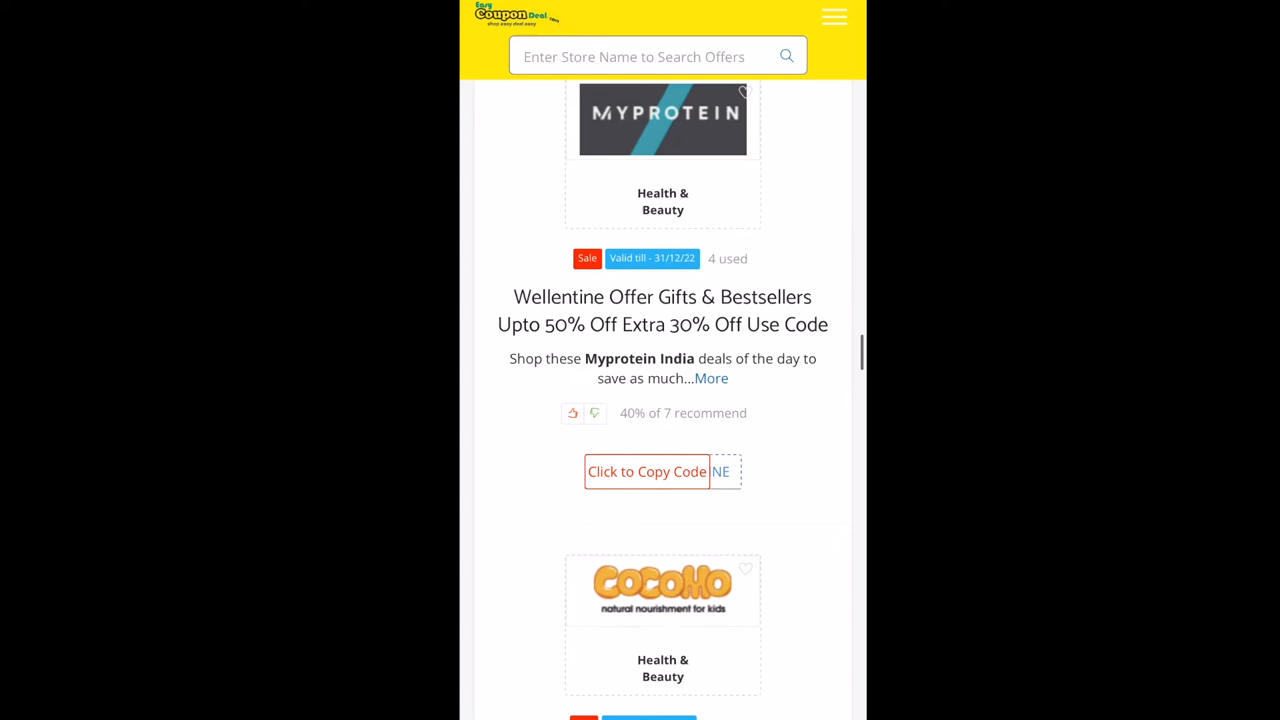 Easy
Coupon Deal .com
shop easy deal easy
Enter Store Name to Search Offers
MYPROTEIN
Health &
Beauty
Sale Valid till - 31/12/22 4 used
Wellentine Offer Gifts & Bestsellers
Upto 50% Off Extra 30% Off Use Code
Shop these Myprotein India deals of the day to
save as much...More
40% of 7 recommend
Click to Copy Code NE
COCOMO
natural nourishment for kids
Health &
Beauty